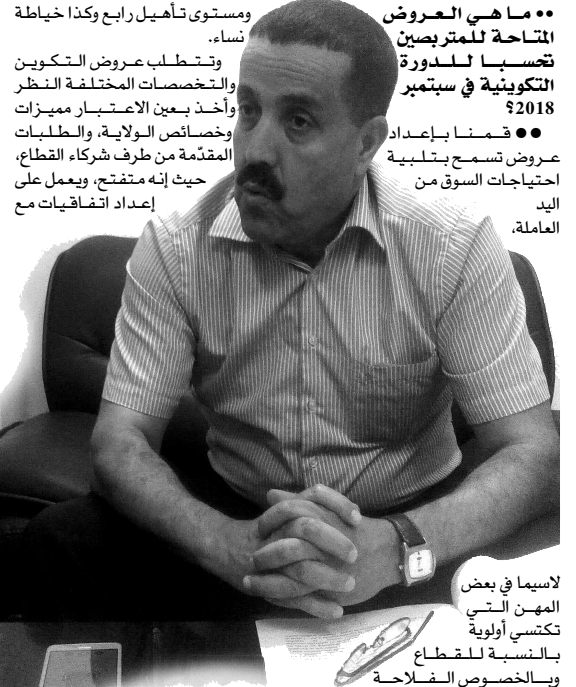 •• ما هي العروض
المتاحة للمتربصين
تحسبا للدورة
التكوينية في سبتمبر
2018؟
●● قمنا بإعداد
عروض تسمح بتلبية
احتياجات السوق من
اليد
العاملة،
لاسيما في بعض
المهن التي
تكتسي أولوية
بالنسبة للقطاع
وبالخصوص الفلاحة
ومستوى تأهيل رابع وكذا خياطة
نساء.
وتتطلب عروض التكوين
والتخصصات المختلفة النظر
وأخذ بعين الاعتبار مميزات
وخصائص الولاية، والطلبات
المقدّمة من طرف شركاء القطاع،
حيث إنه متفتح، ويعمل على
إعداد اتفاقيات مع